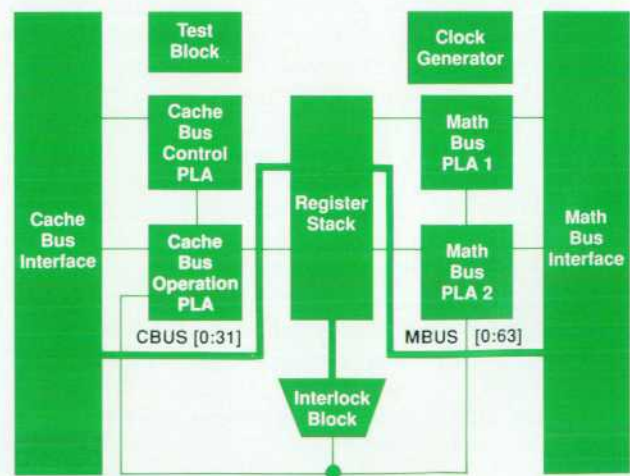 Test
Block
Clock
Generator
Cache
Bus
Control
PLA
Math
Bus
PLA 1
Register
Stack
Cache
Bus
Interface
Cache
Bus
Operation
PLA
Math
Bus
PLA 2
Math
Bus
Interface
CBUS [0:31]
MBUS [0:63]
Interlock
Block